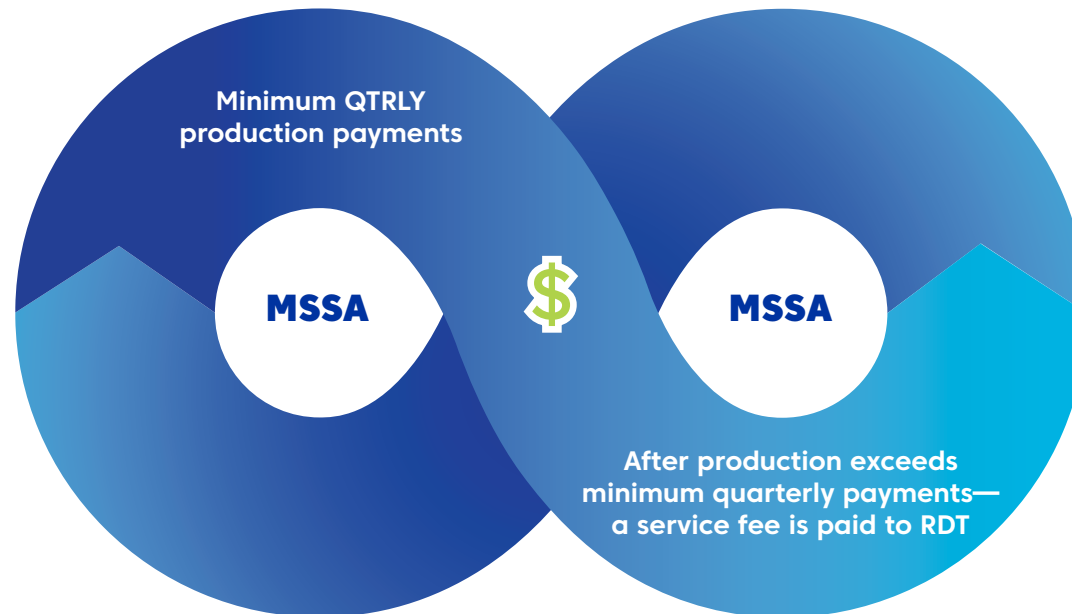 Minimum QTRLY
production payments
MSSA
$
MSSA
After production exceeds
minimum quarterly payments—
a service fee is paid to RDT